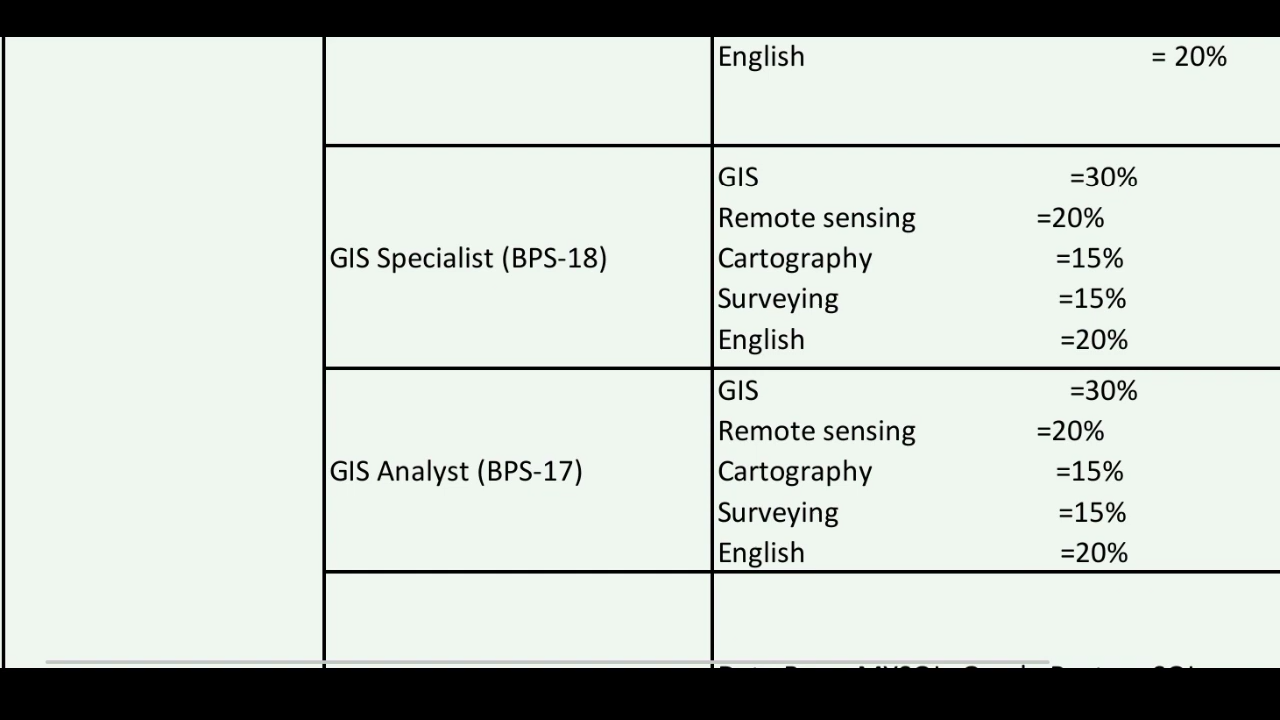 English = 20%
GIS Specialist (BPS-18)
GIS =30%
Remote sensing =20%
Cartography =15%
Surveying =15%
English =20%
GIS Analyst (BPS-17)
GIS =30%
Remote sensing =20%
Cartography =15%
Surveying =15%
English =20%